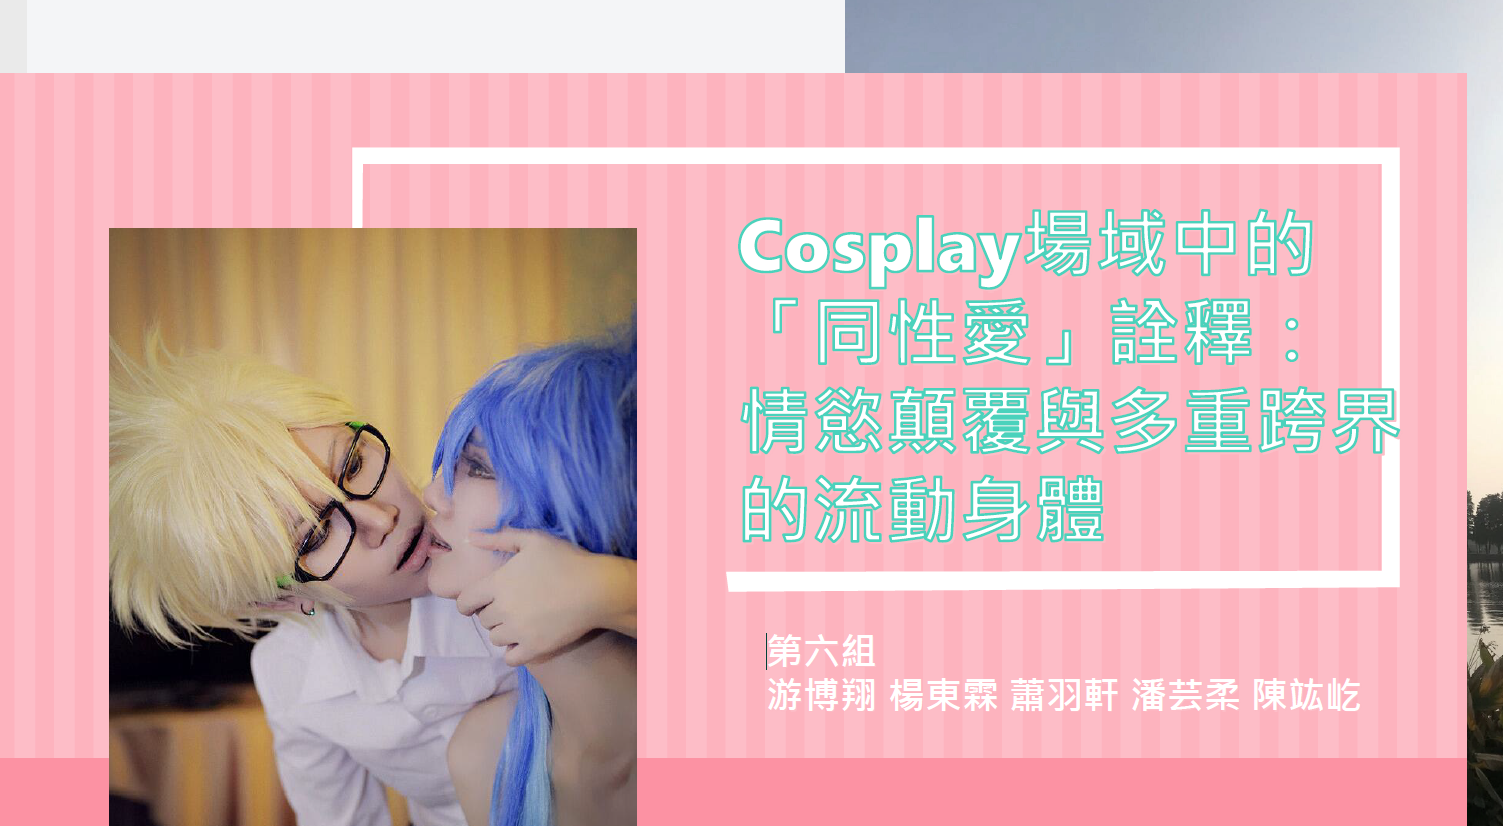 Cosplay場域中的
「同性愛」詮釋：
情慾顛覆與多重跨界
的流動身體
第六組
游博翔 楊東霖 蕭羽軒 潘芸柔 陳竑屹